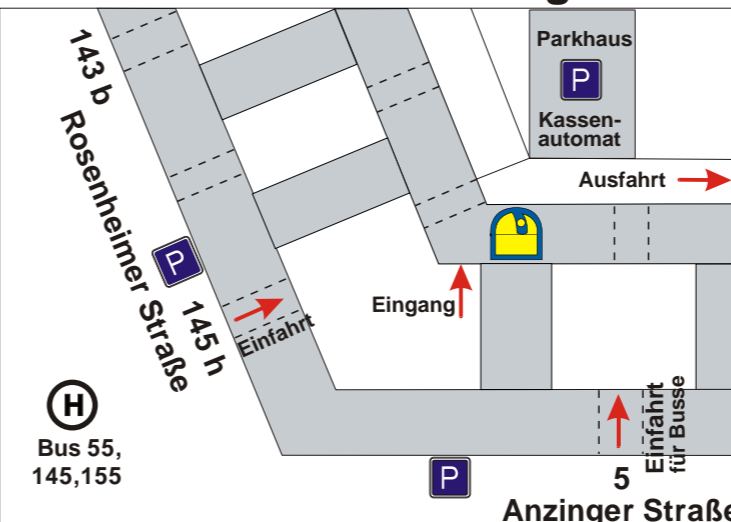 143 b
Rosenheimer Straße
145 h
P
Einfahrt
H
Bus 55,
145,155
Parkhaus
P
Kassen-
automat
Ausfahrt
Eingang
Einfahrt
für Busse
P
5
Anzinger Straße